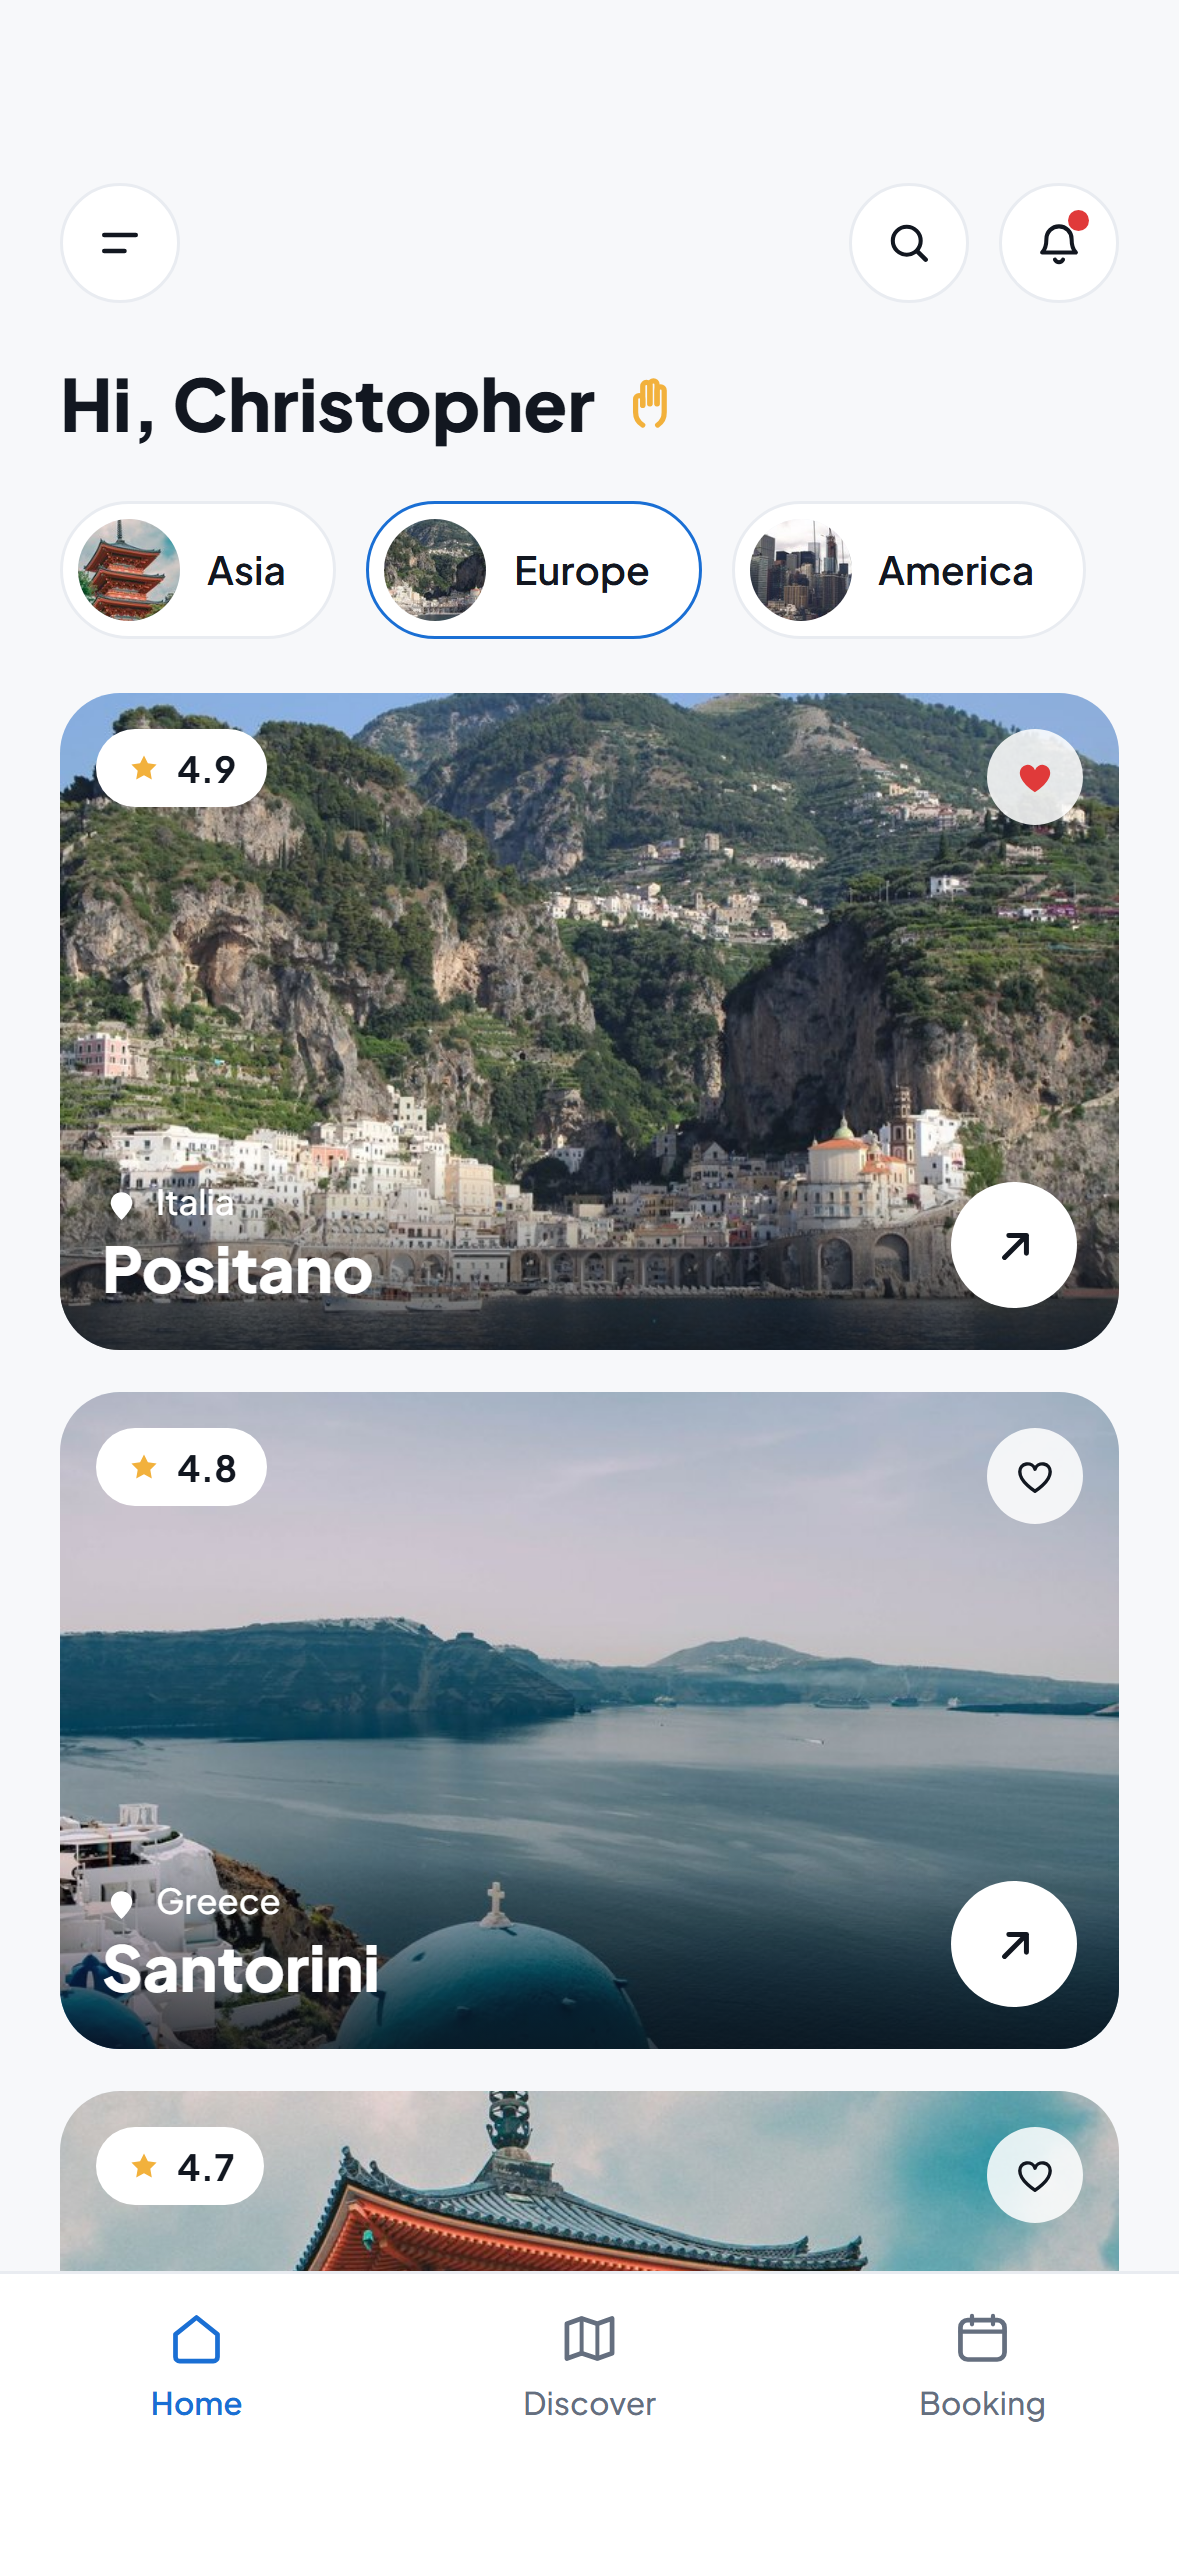 Hi, Christopher
Asia
Europe
America
4.9
Italia
Positano
4.8
Greece
Santorini
4.7
Home
Discover
Booking